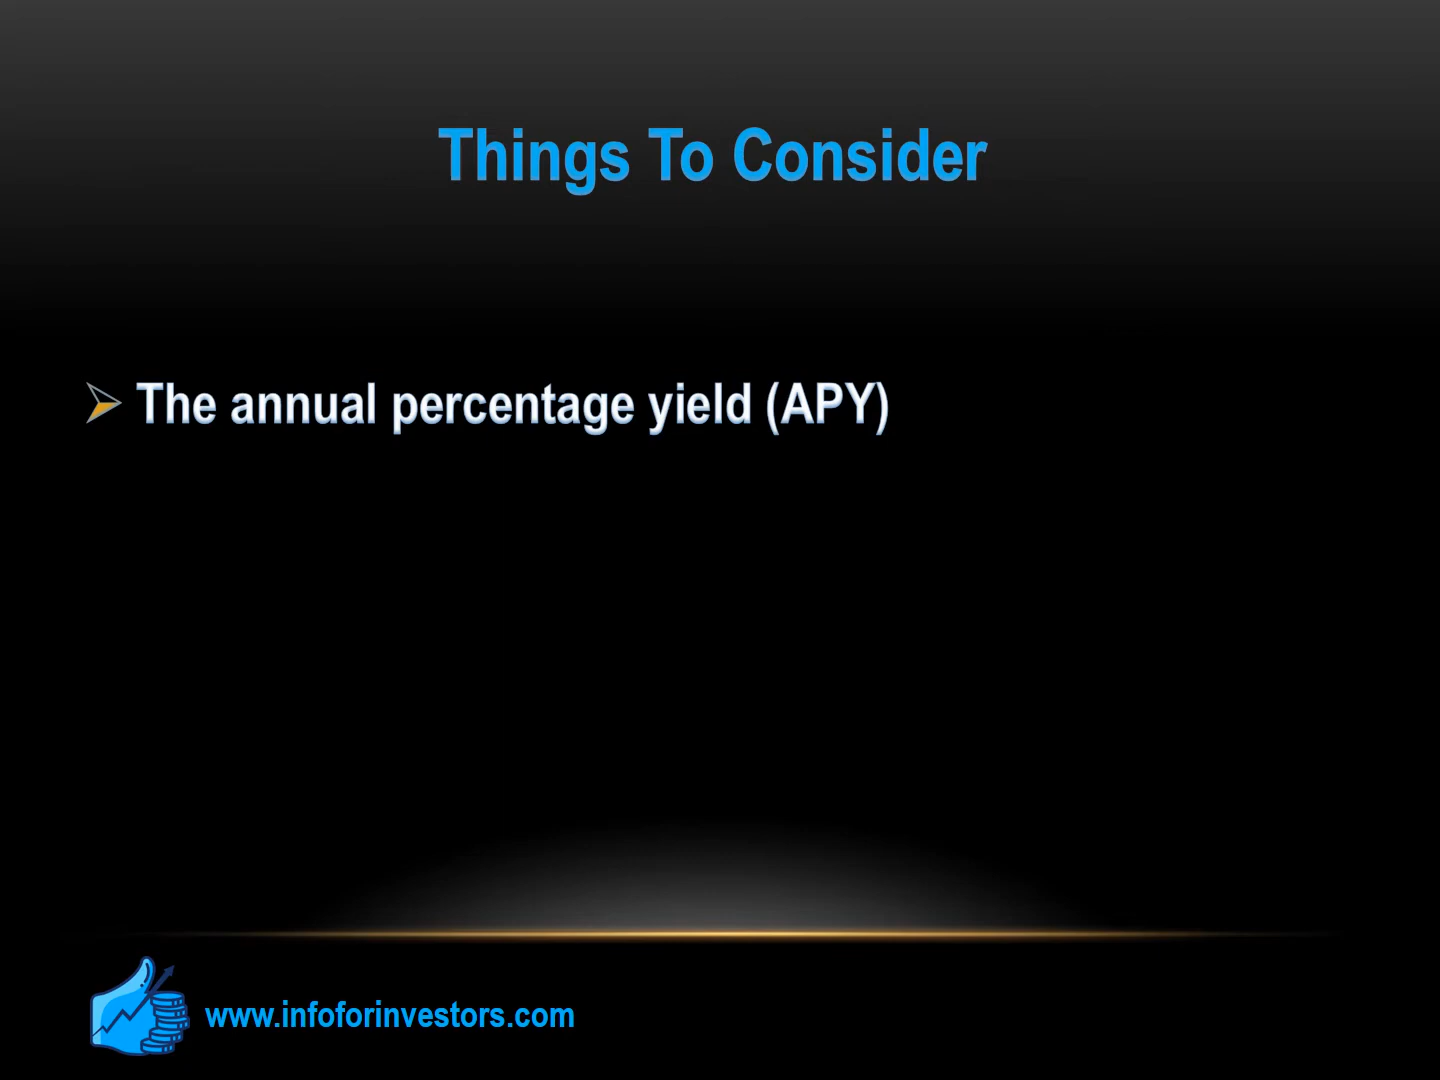 Things To Consider
The annual percentage yield (APY)
www.infoforinvestors.com